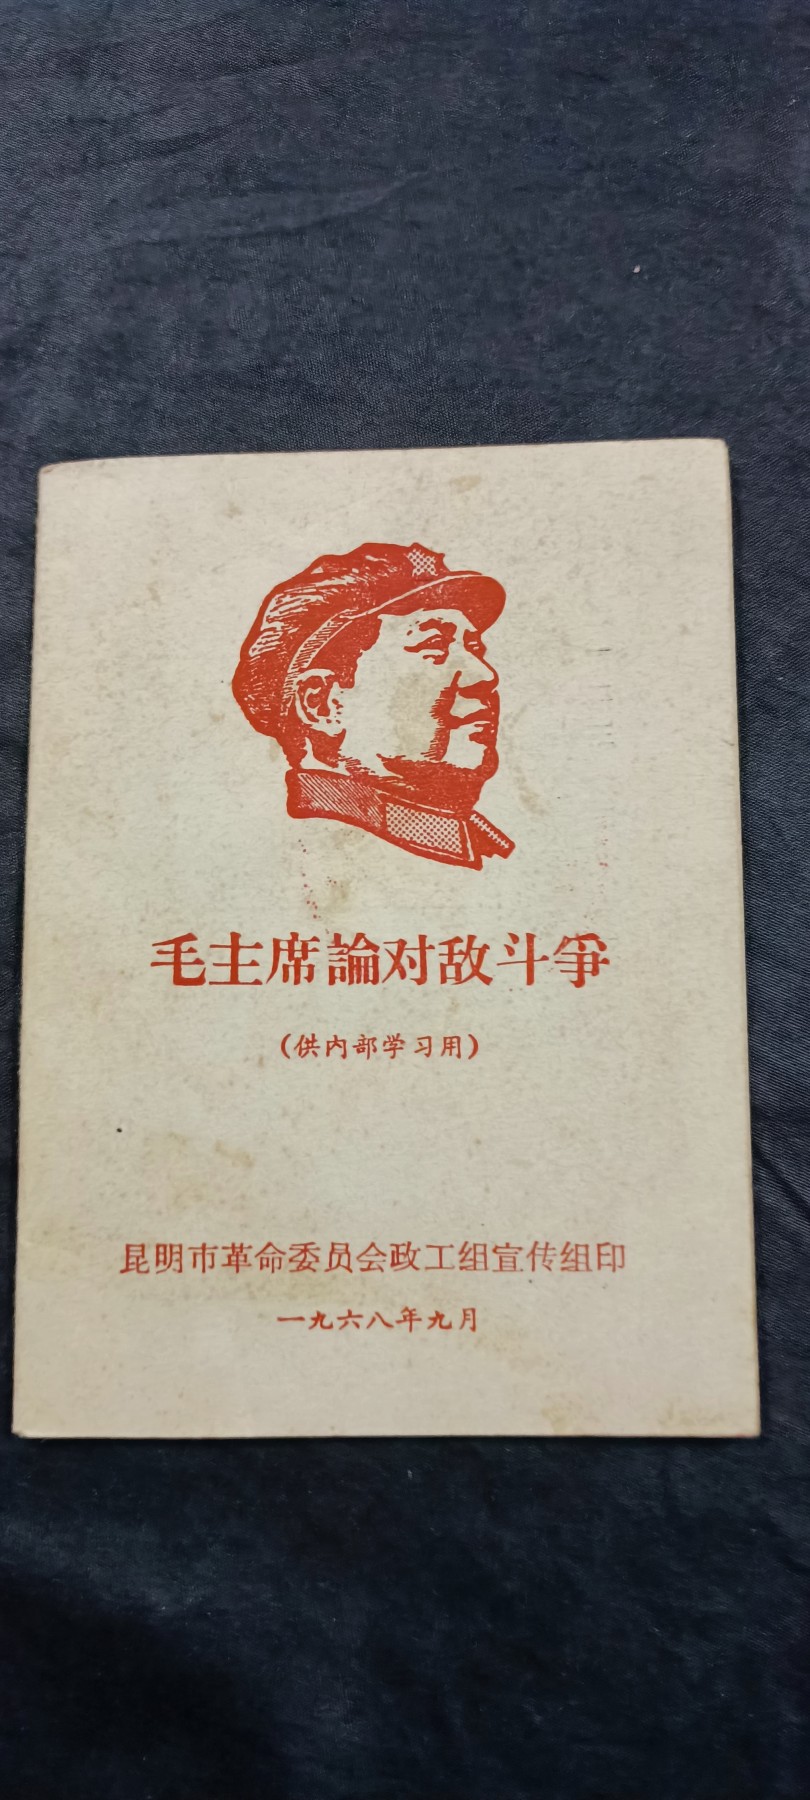 毛主席論对敌斗爭
(供内部学习用)
昆明市革命委员会政工组宣传组印
一九六八年九月